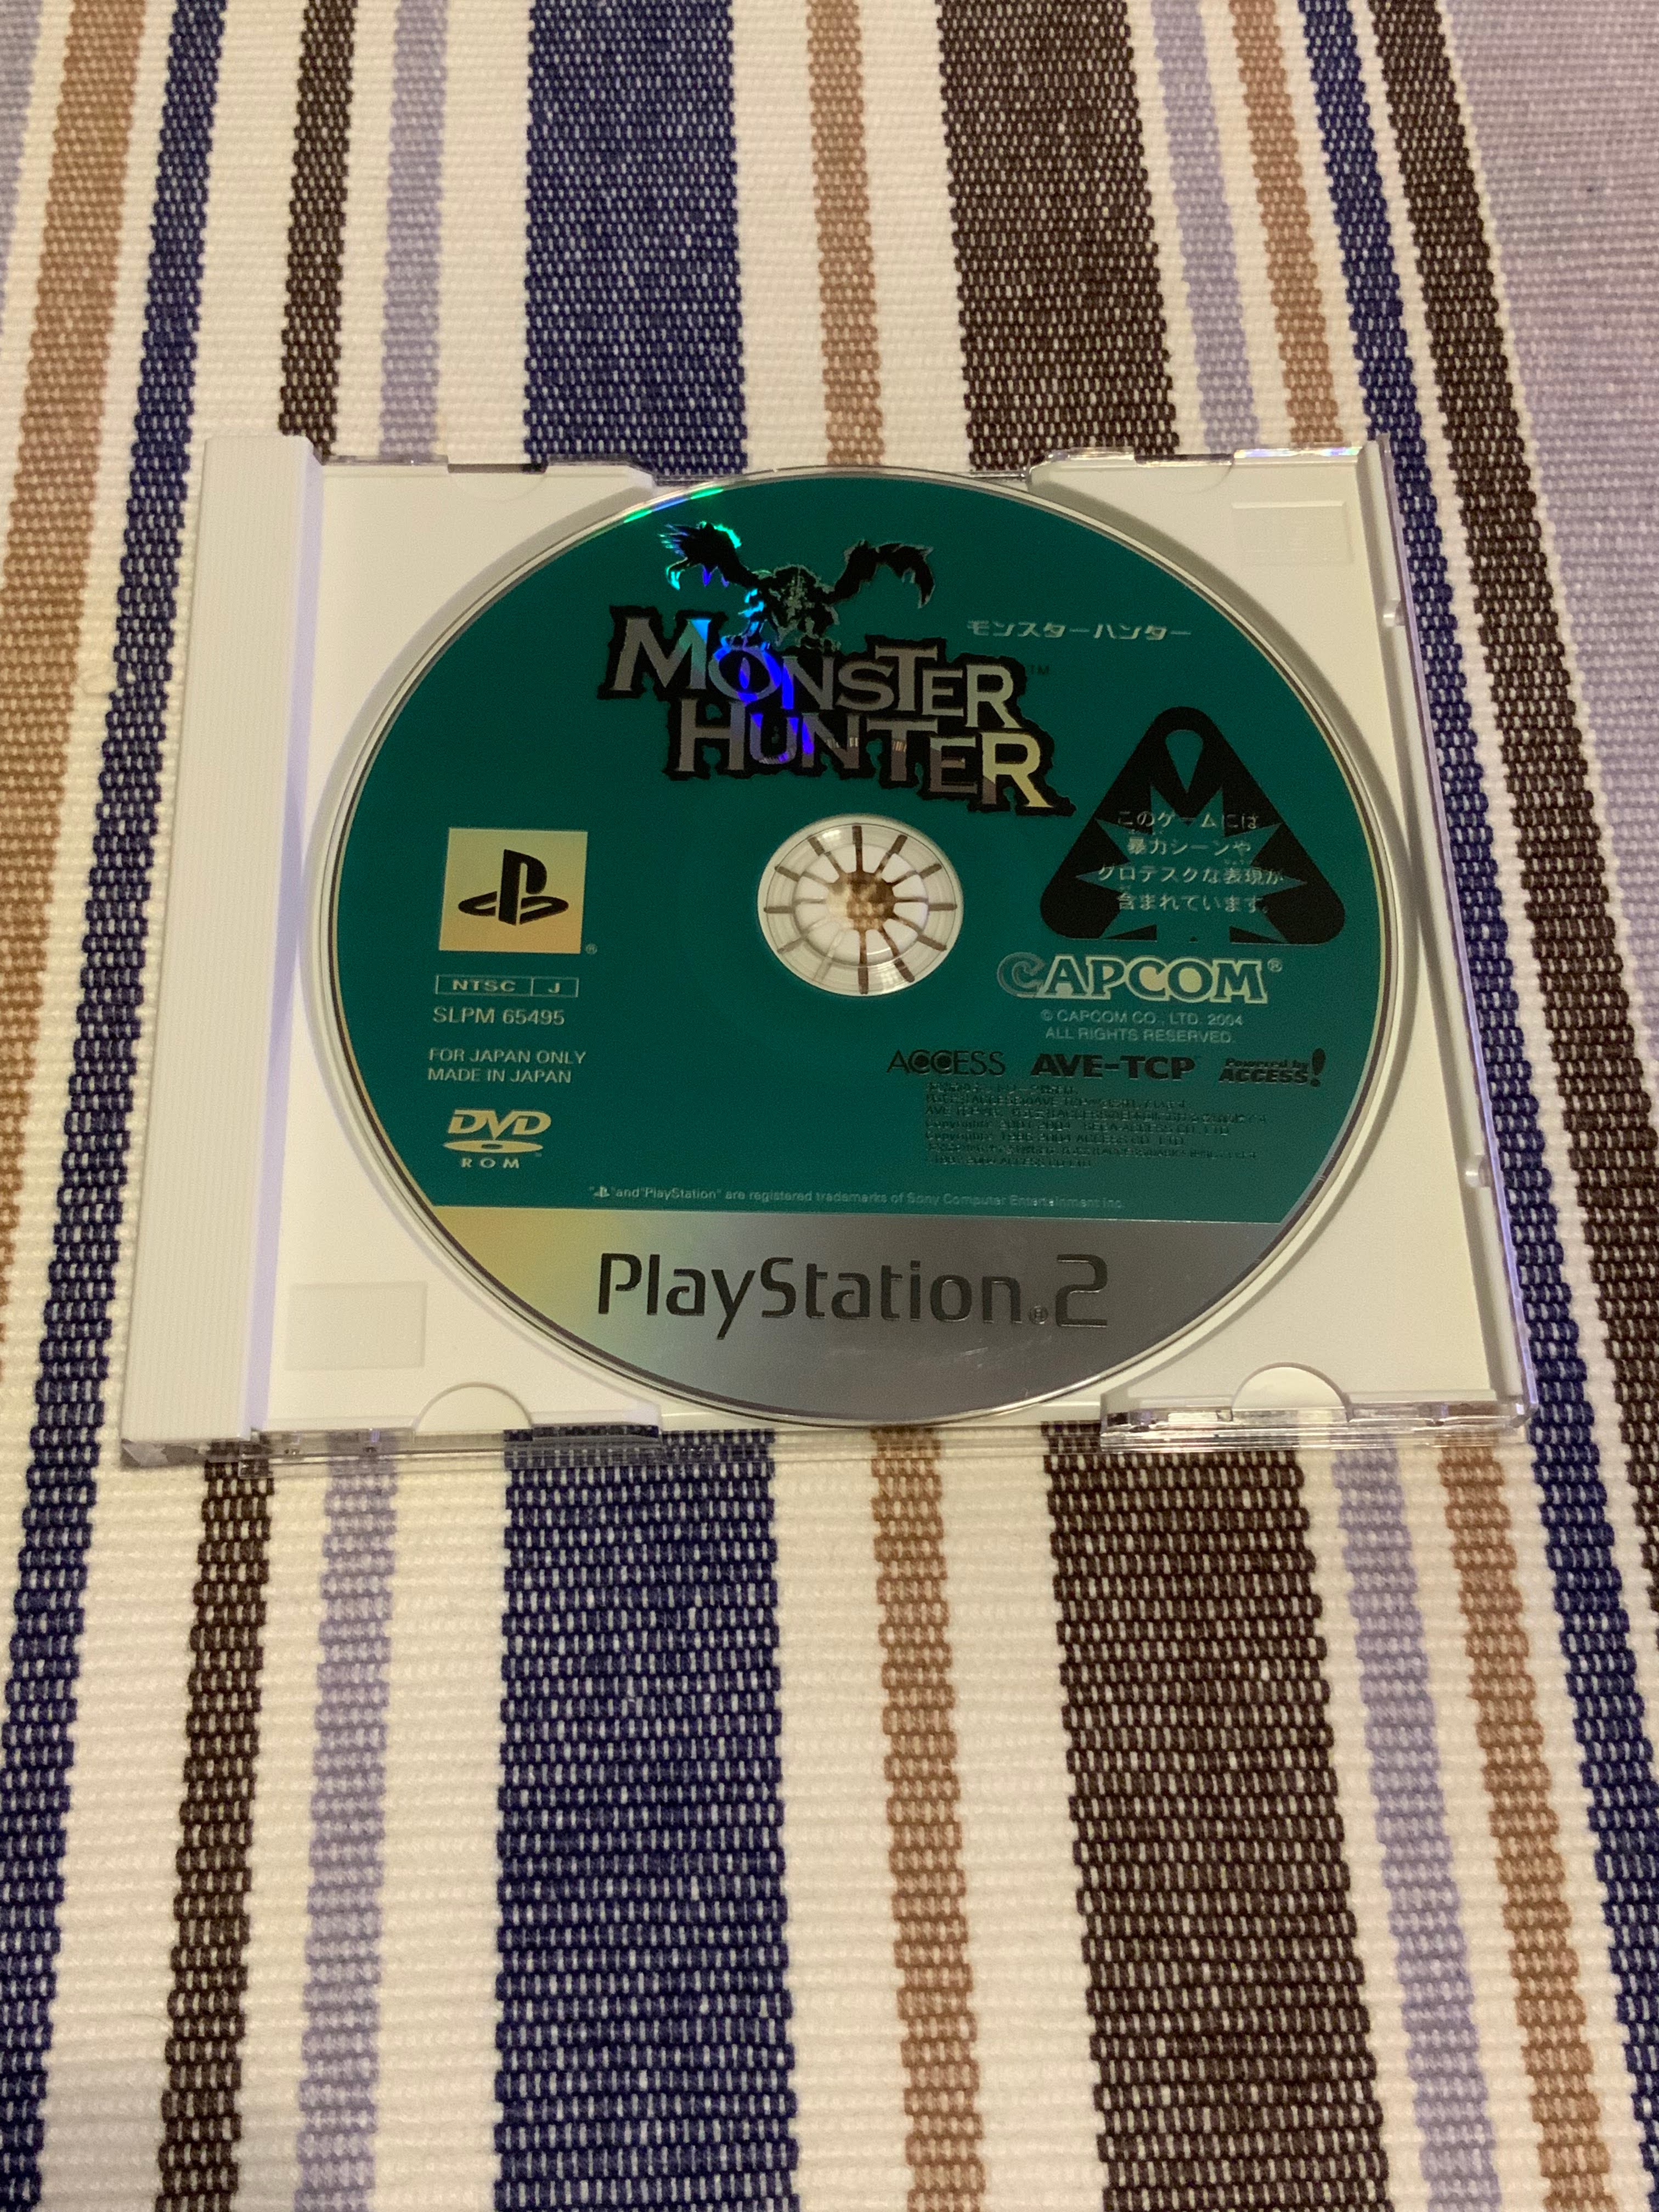 モンスターハンター
MONSTER
HUNTER™
このゲームには
暴力シーンや
グロテスクな表現が
含まれています。
NTSC J
SLPM 65495
FOR JAPAN ONLY
MADE IN JAPAN
DVD
ROM
CAPCOM®
© CAPCOM CO., LTD. 2004
ALL RIGHTS RESERVED.
ACCESS AVE-TCP Powered by ACCESS!
" "and"PlayStation" are registered trademarks of Sony Computer Entertainment Inc.
PlayStation®2